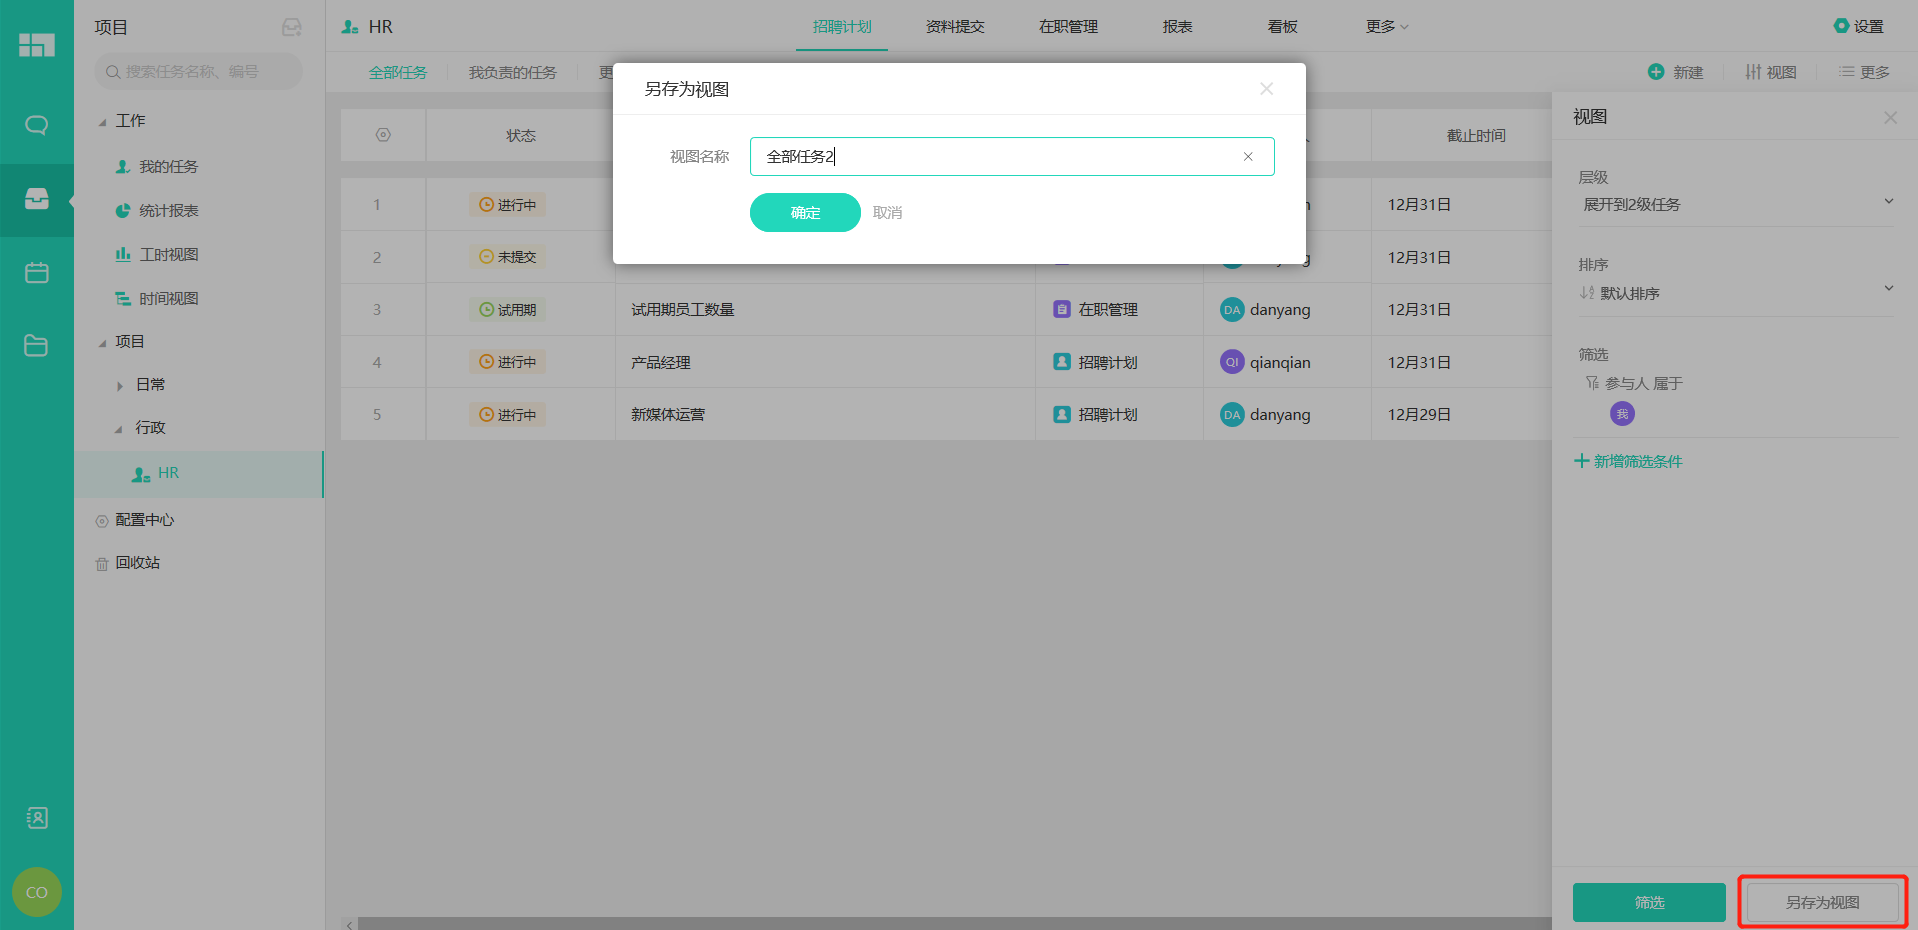 项目
搜索任务名称、编号
工作
我的任务
统计报表
工时视图
时间视图
项目
日常
行政
HR
配置中心
回收站
CO
HR
招聘计划
资料提交
在职管理
报表
看板
更多
设置
全部任务
我负责的任务
更
新建
视图
更多
另存为视图
视图名称
全部任务2
确定
取消
状态
截止时间
1
进行中
12月31日
2
未提交
danyang
12月31日
3
试用期
试用期员工数量
在职管理
DA
danyang
12月31日
4
进行中
产品经理
招聘计划
QI
qianqian
12月31日
5
进行中
新媒体运营
招聘计划
DA
danyang
12月29日
视图
层级
展开到2级任务
排序
默认排序
筛选
参与人 属于
我
新增筛选条件
筛选
另存为视图